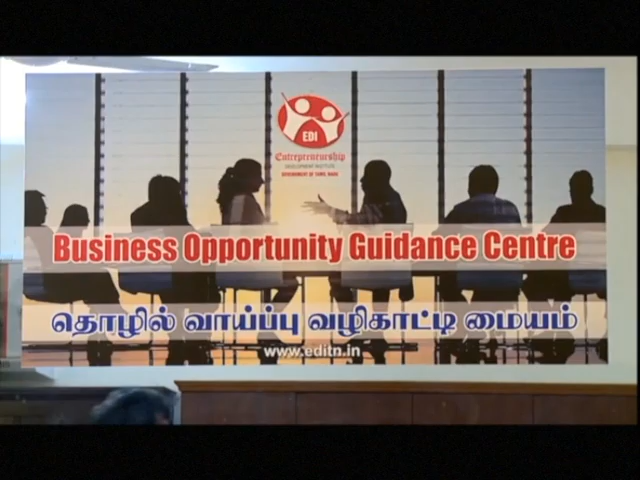 EDI
Entrepreneurship
DEVELOPMENT INSTITUTE
GOVERNMENT OF TAMIL NADU
Business Opportunity Guidance Centre
தொழில் வாய்ப்பு வழிகாட்டி மையம்
www.editn.in